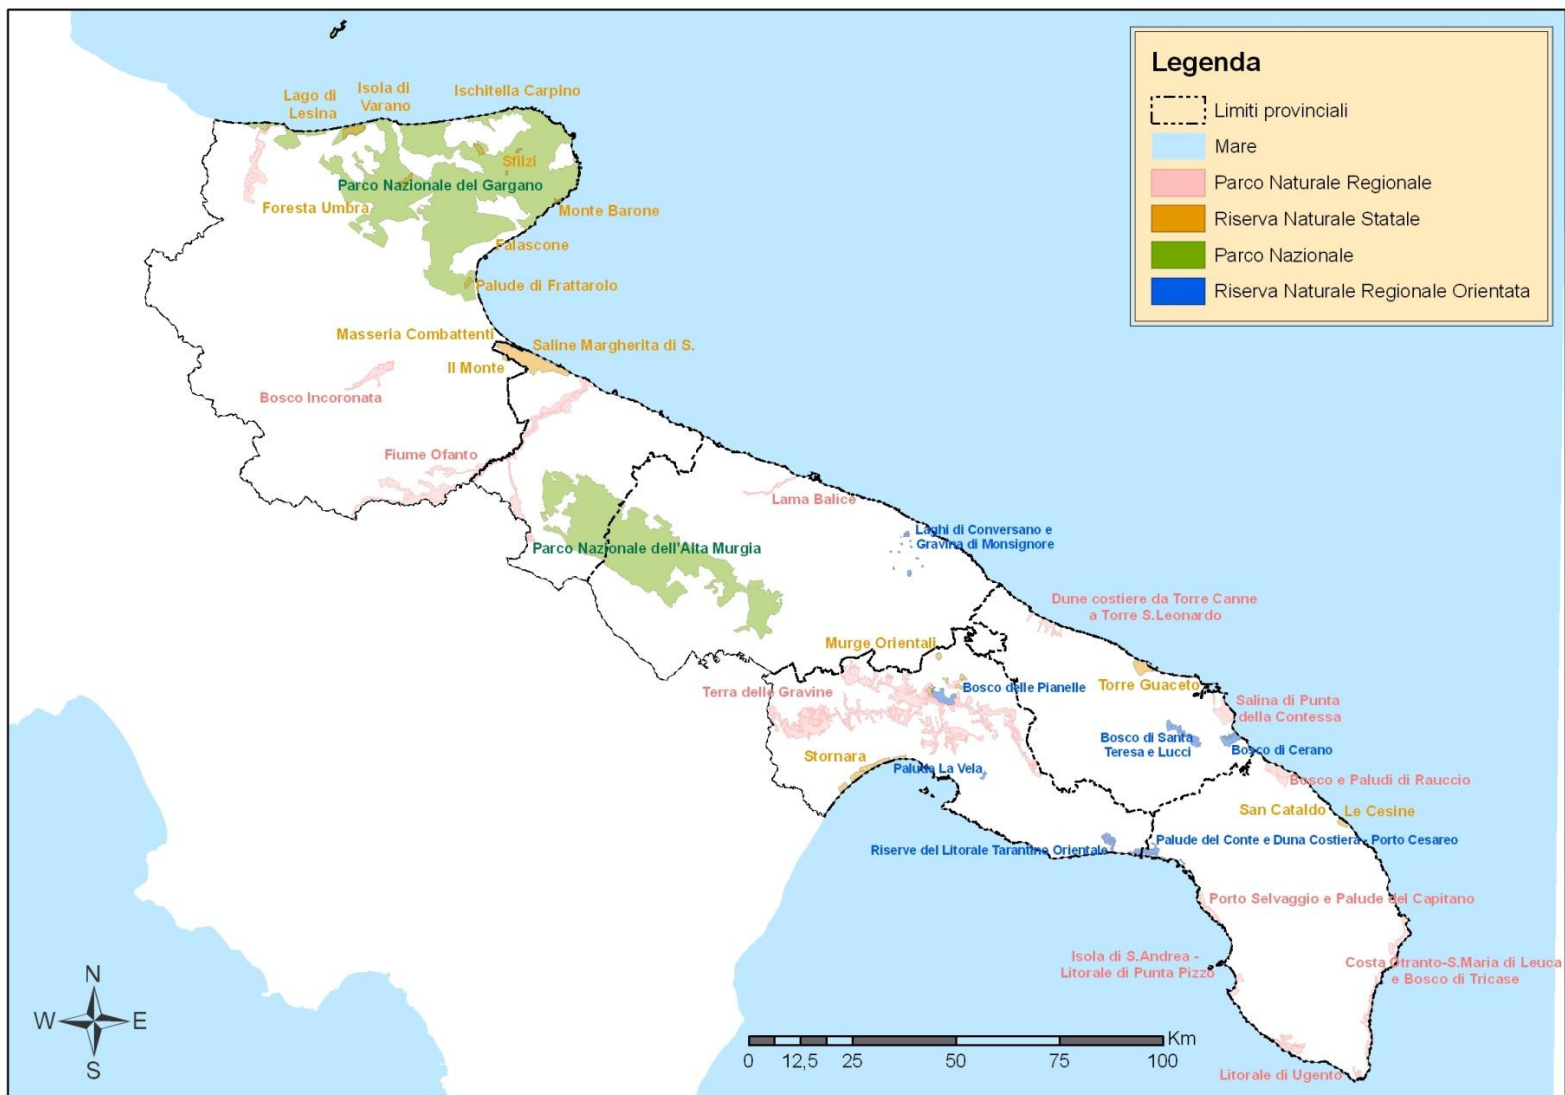 Legenda
Limiti provinciali
Mare
Parco Naturale Regionale
Riserva Naturale Statale
Parco Nazionale
Riserva Naturale Regionale Orientata
Lago di
Lesina
Isola di
Varano
Ischitella Carpino
Sfilzi
Parco Nazionale del Gargano
Foresta Umbra
Monte Barone
Falascone
Palude di Frattarolo
Masseria Combattenti
Saline Margherita di S.
Il Monte
Bosco Incoronata
Fiume Ofanto
Lama Balice
Laghi di Conversano e
Gravina di Monsignore
Parco Nazionale dell'Alta Murgia
Dune costiere da Torre Canne
a Torre S.Leonardo
Murge Orientali
Terra delle Gravine
Bosco delle Pianelle
Torre Guaceto
Salina di Punta
della Contessa
Bosco di Santa
Teresa e Lucci
Bosco di Cerano
Stornara
Palude La Vela
Bosco e Paludi di Rauccio
San Cataldo
Le Cesine
Riserve del Litorale Tarantino Orientale
Palude del Conte e Duna Costiera - Porto Cesareo
Porto Selvaggio e Palude del Capitano
Isola di S.Andrea -
Litorale di Punta Pizzo
Costa Otranto-S.Maria di Leuca
e Bosco di Tricase
Litorale di Ugento
N
W E
S
Km
0 12,5 25 50 75 100